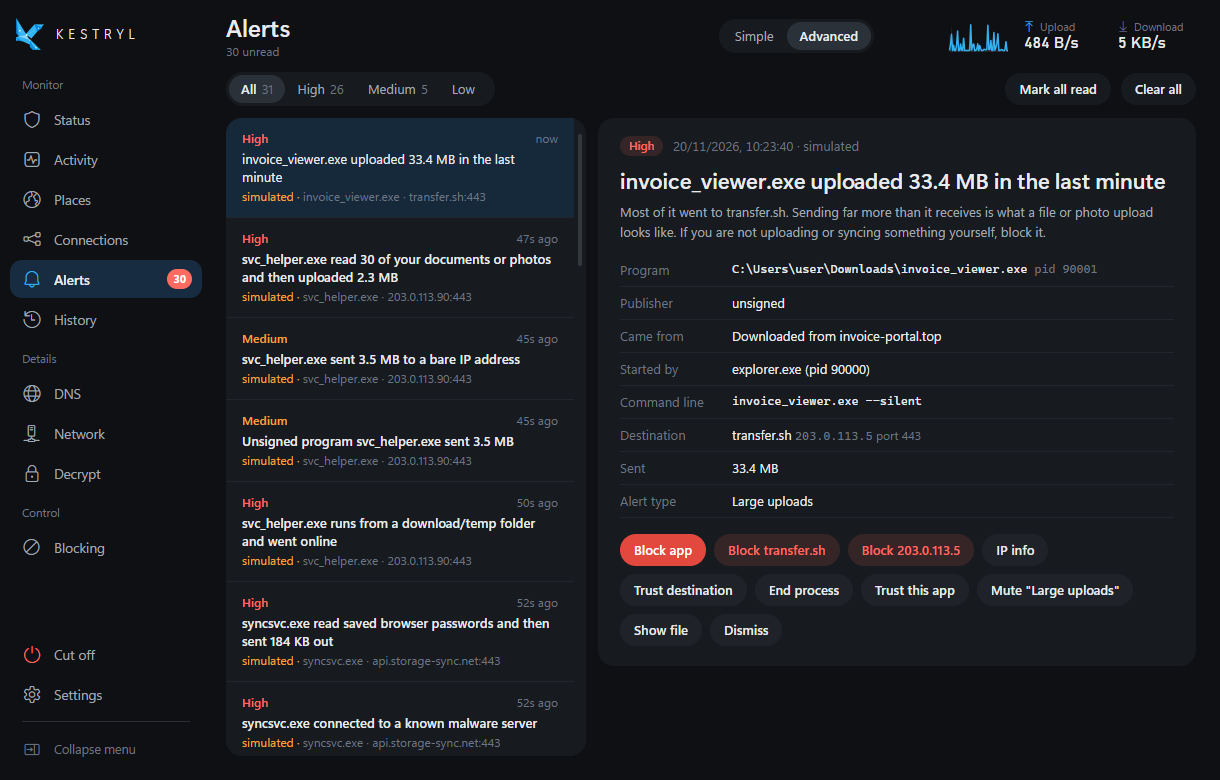 KESTRYL
Monitor
Status
Activity
Places
Connections
Alerts 30
History
Details
DNS
Network
Decrypt
Control
Blocking
Cut off
Settings
Collapse menu
Alerts
30 unread
Simple Advanced
Upload
484 B/s
Download
5 KB/s
All 31 High 26 Medium 5 Low
Mark all read Clear all
High now
invoice_viewer.exe uploaded 33.4 MB in the last
minute
simulated · invoice_viewer.exe · transfer.sh:443
High 47s ago
svc_helper.exe read 30 of your documents or photos
and then uploaded 2.3 MB
simulated · svc_helper.exe · 203.0.113.90:443
Medium 45s ago
svc_helper.exe sent 3.5 MB to a bare IP address
simulated · svc_helper.exe · 203.0.113.90:443
Medium 45s ago
Unsigned program svc_helper.exe sent 3.5 MB
simulated · svc_helper.exe · 203.0.113.90:443
High 50s ago
svc_helper.exe runs from a download/temp folder
and went online
simulated · svc_helper.exe · 203.0.113.90:443
High 52s ago
syncsvc.exe read saved browser passwords and then
sent 184 KB out
simulated · syncsvc.exe · api.storage-sync.net:443
High 52s ago
syncsvc.exe connected to a known malware server
simulated · syncsvc.exe · api.storage-sync.net:443
High 20/11/2026, 10:23:40 · simulated
invoice_viewer.exe uploaded 33.4 MB in the last minute
Most of it went to transfer.sh. Sending far more than it receives is what a file or photo upload
looks like. If you are not uploading or syncing something yourself, block it.
Program C:\Users\user\Downloads\invoice_viewer.exe pid 90001
Publisher unsigned
Came from Downloaded from invoice-portal.top
Started by explorer.exe (pid 90000)
Command line invoice_viewer.exe --silent
Destination transfer.sh 203.0.113.5 port 443
Sent 33.4 MB
Alert type Large uploads
Block app Block transfer.sh Block 203.0.113.5 IP info
Trust destination End process Trust this app Mute "Large uploads"
Show file Dismiss